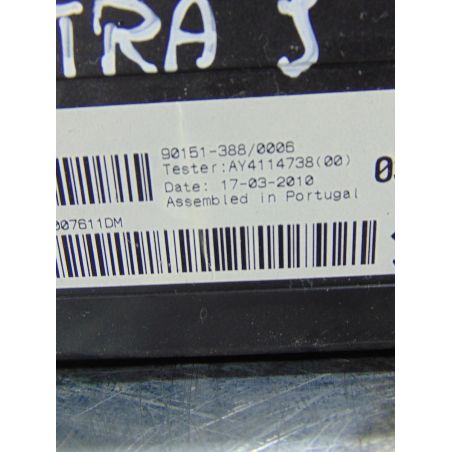 TRA J
90151-388/0006
Tester:AY4114738(00)
Date: 17-03-2010
Assembled in Portugal
007611DM